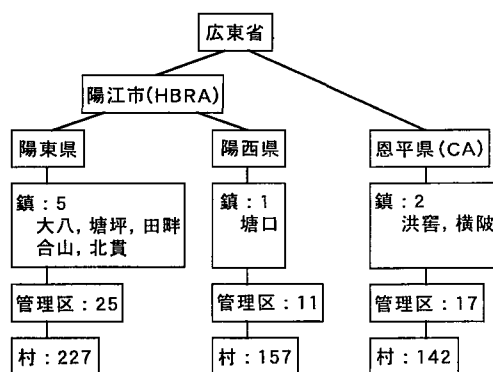 広東省
陽江市(HBRA)
陽東県
陽西県
恩平県(CA)
鎮:5
大八, 塘坪, 田畔
合山, 北貫
鎮:1
塘口
鎮:2
洪窖, 横陂
管理区:25
管理区:11
管理区:17
村:227
村:157
村:142